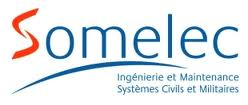 Somelec
Ingénierie et Maintenance
Systèmes Civils et Militaires